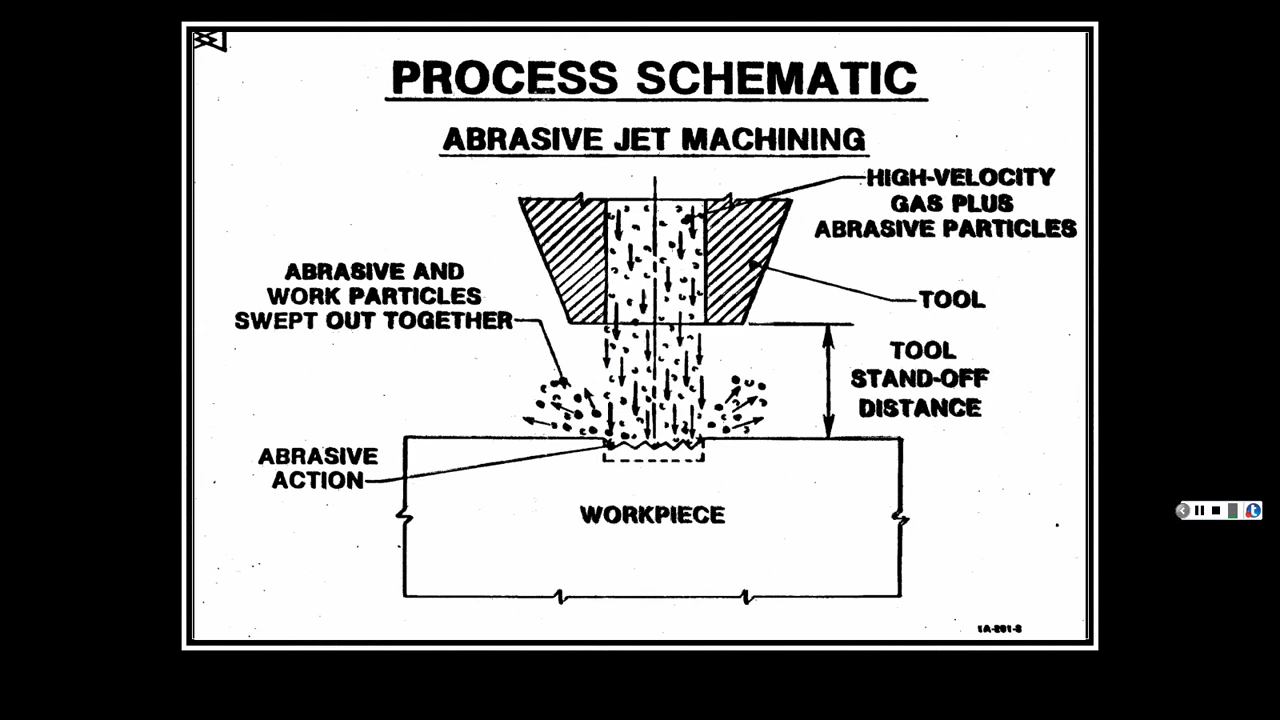 PROCESS SCHEMATIC
ABRASIVE JET MACHINING
HIGH-VELOCITY
GAS PLUS
ABRASIVE PARTICLES
ABRASIVE AND
WORK PARTICLES
SWEPT OUT TOGETHER
TOOL
TOOL
STAND-OFF
DISTANCE
ABRASIVE
ACTION
WORKPIECE